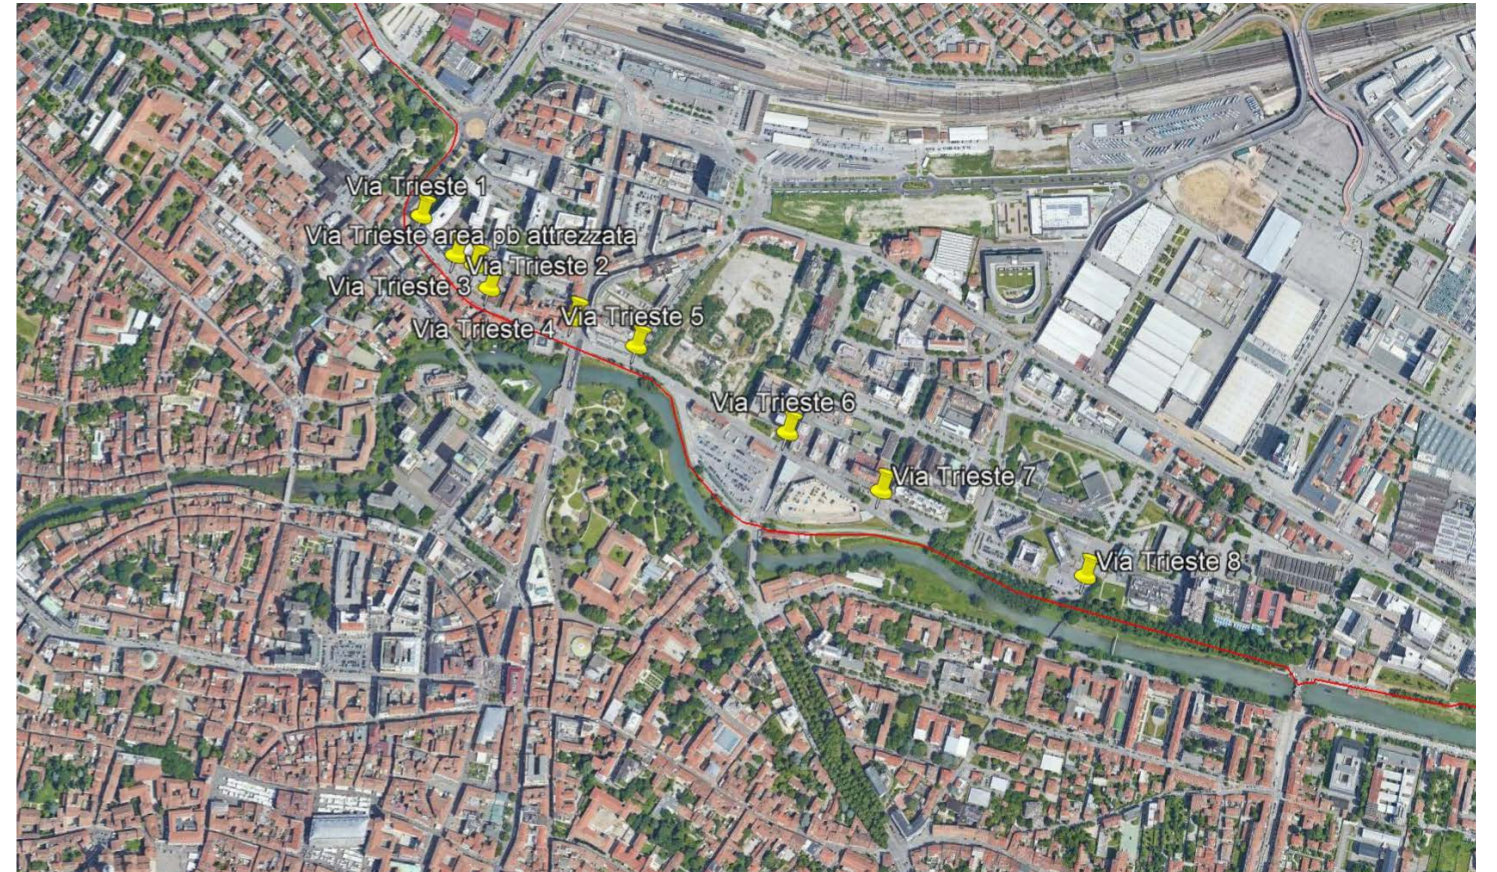 Via Trieste 1
Via Trieste area pb attrezzata
Via Trieste 2
Via Trieste 3
Via Trieste 4
Via Trieste 5
Via Trieste 6
Via Trieste 7
Via Trieste 8